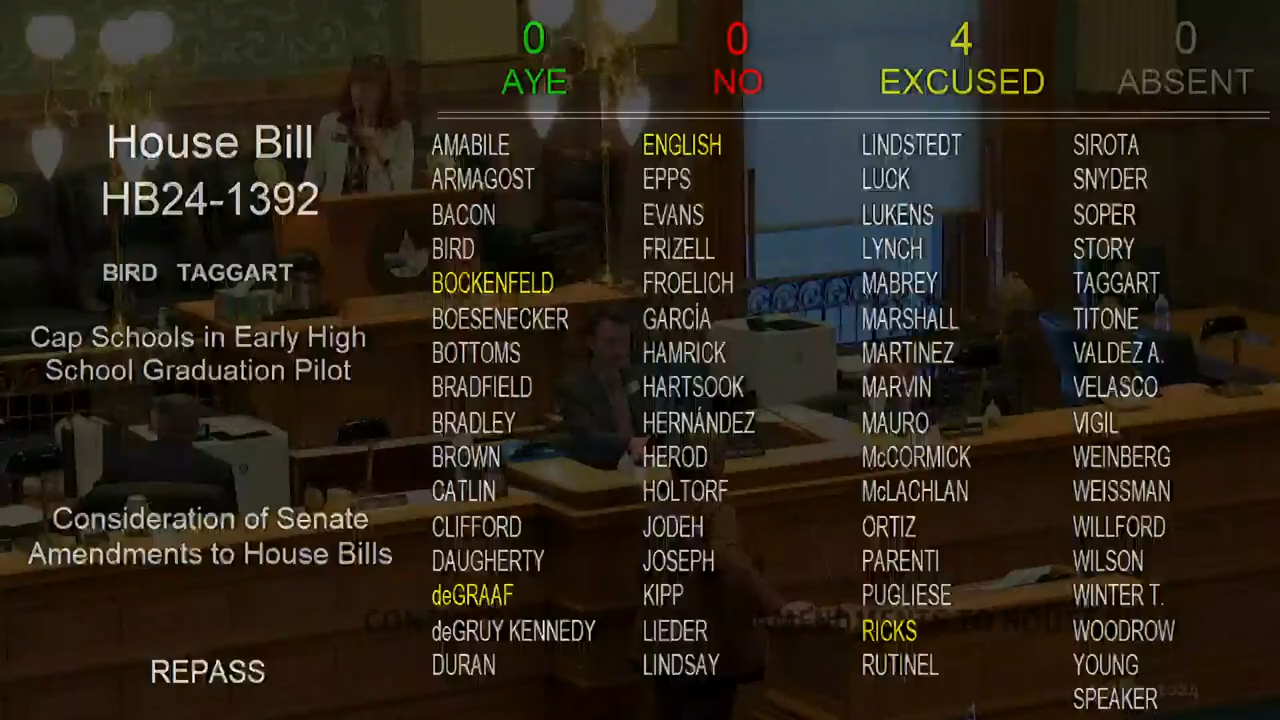 0 0 4 0
AYE NO EXCUSED ABSENT
House Bill
HB24-1392
BIRD TAGGART
Cap Schools in Early High
School Graduation Pilot
Consideration of Senate
Amendments to House Bills
REPASS
AMABILE
ARMAGOST
BACON
BIRD
BOCKENFELD
BOESENECKER
BOTTOMS
BRADFIELD
BRADLEY
BROWN
CATLIN
CLIFFORD
DAUGHERTY
deGRAAF
deGRUY KENNEDY
DURAN
ENGLISH
EPPS
EVANS
FRIZELL
FROELICH
GARCÍA
HAMRICK
HARTSOOK
HERNÁNDEZ
HEROD
HOLTORF
JODEH
JOSEPH
KIPP
LIEDER
LINDSAY
LINDSTEDT
LUCK
LUKENS
LYNCH
MABREY
MARSHALL
MARTINEZ
MARVIN
MAURO
McCORMICK
McLACHLAN
ORTIZ
PARENTI
PUGLIESE
RICKS
RUTINEL
SIROTA
SNYDER
SOPER
STORY
TAGGART
TITONE
VALDEZ A.
VELASCO
VIGIL
WEINBERG
WEISSMAN
WILLFORD
WILSON
WINTER T.
WOODROW
YOUNG
SPEAKER